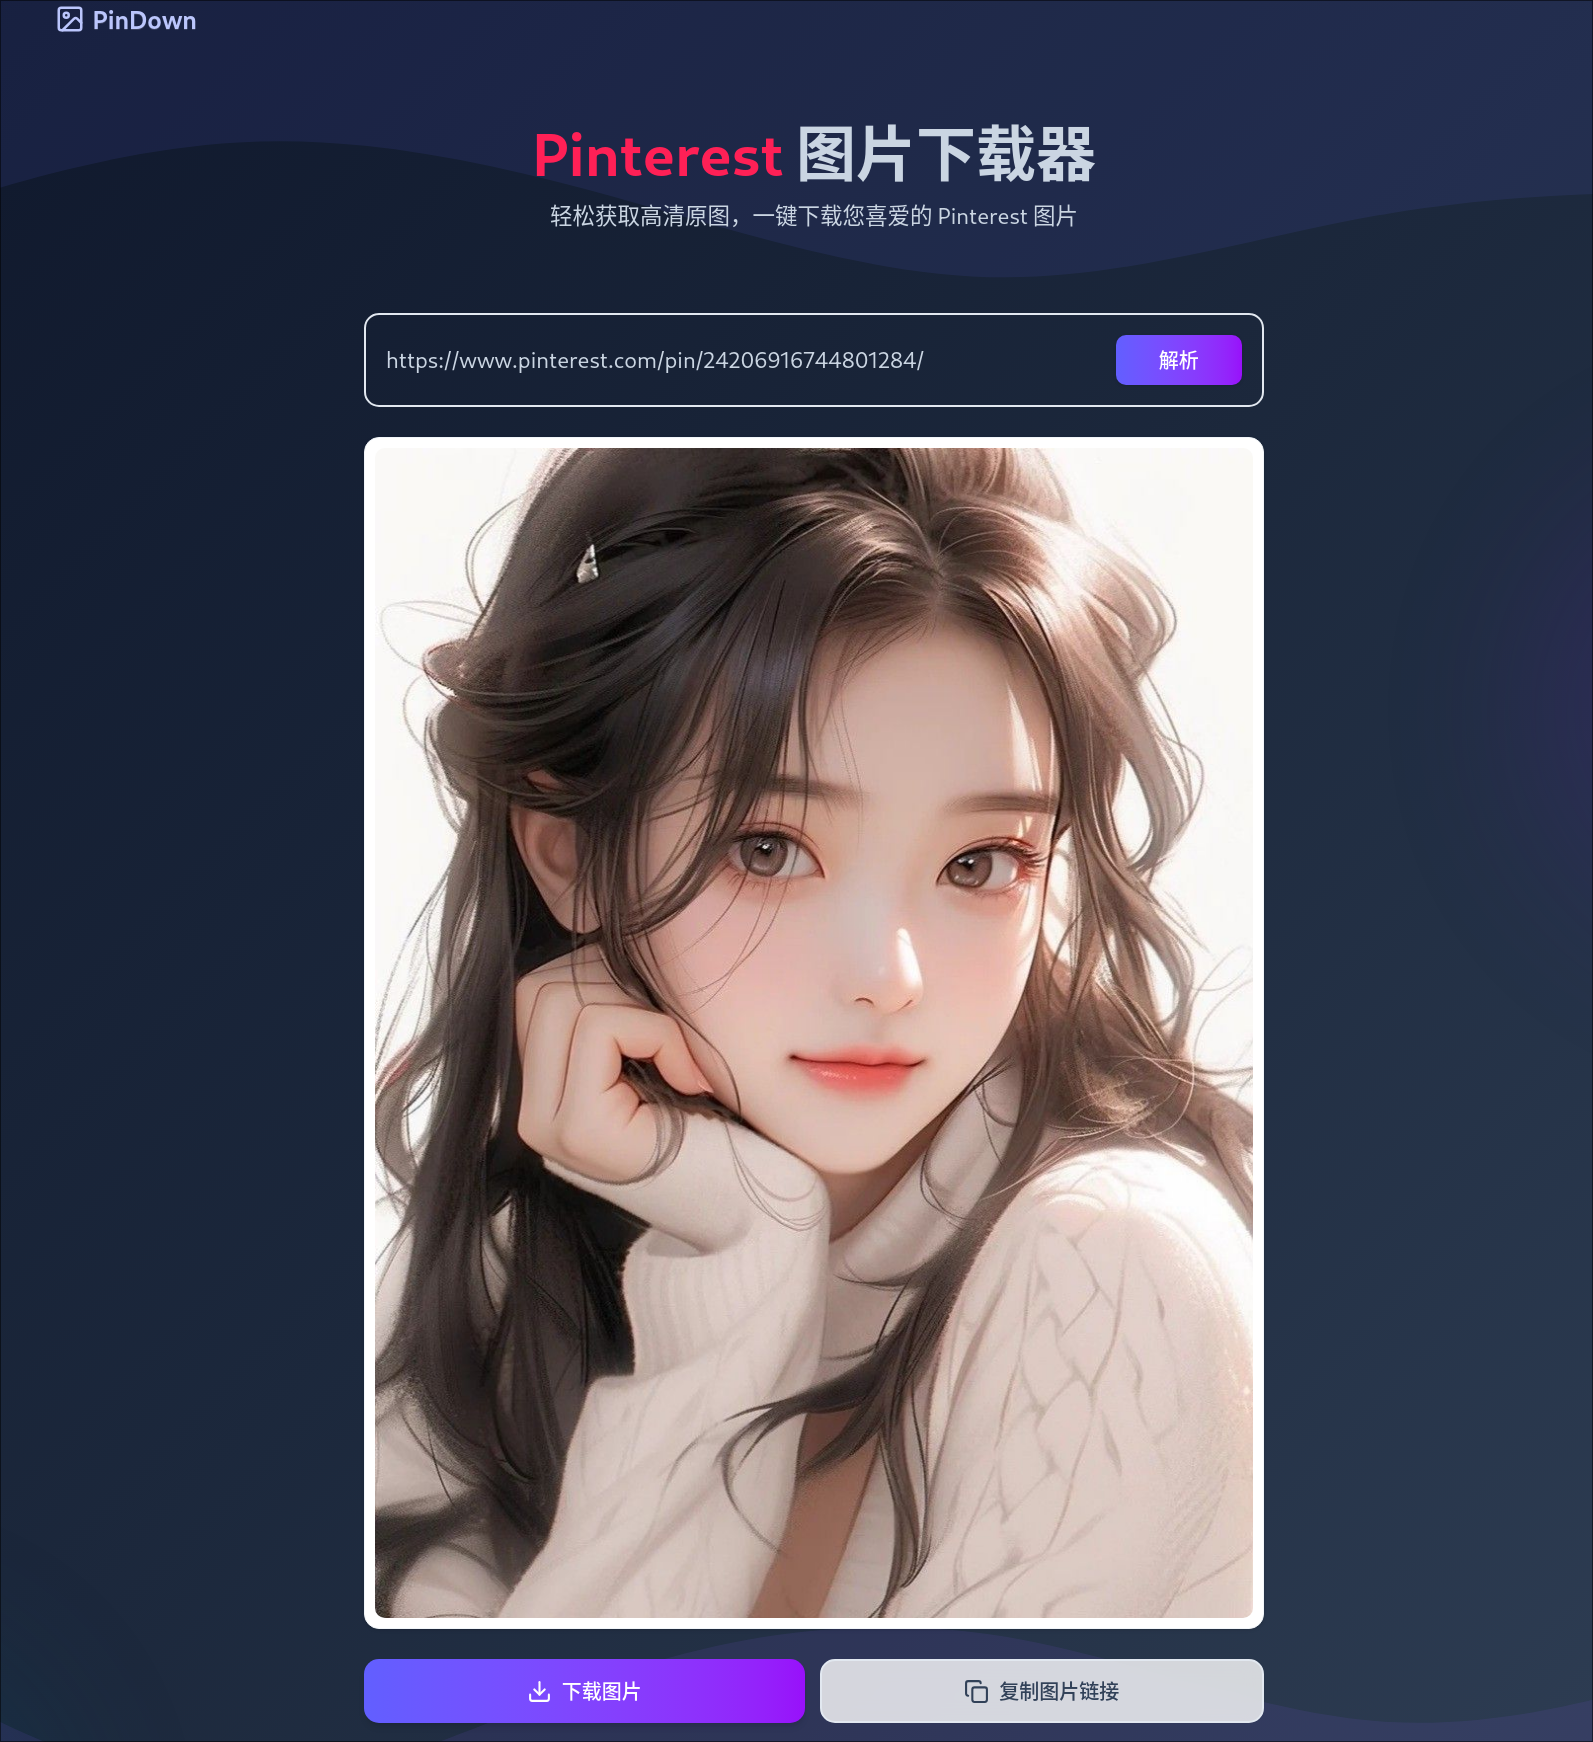 PinDown
Pinterest 图片下载器
轻松获取高清原图，一键下载您喜爱的 Pinterest 图片
https://www.pinterest.com/pin/24206916744801284/
解析
下载图片
复制图片链接